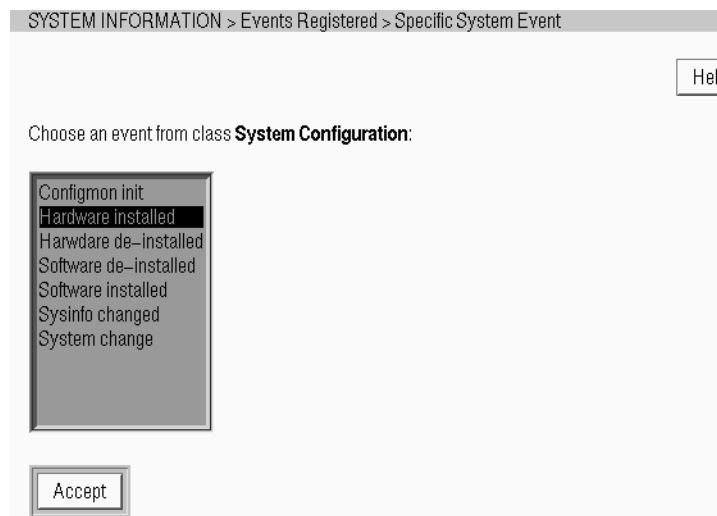 SYSTEM INFORMATION > Events Registered > Specific System Event
Hel
Choose an event from class System Configuration:
Configmon init
Hardware installed
Harwdare de–installed
Software de–installed
Software installed
Sysinfo changed
System change
Accept